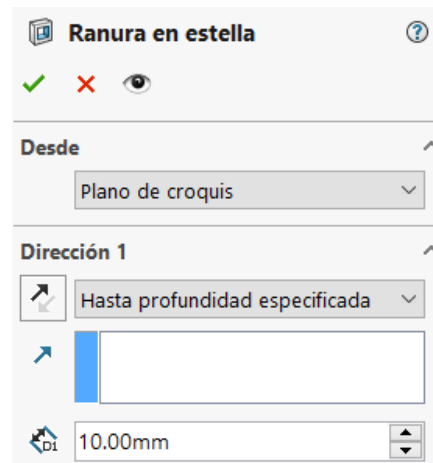 Ranura en estella
Desde
Plano de croquis
Dirección 1
Hasta profundidad especificada
D1
10.00mm